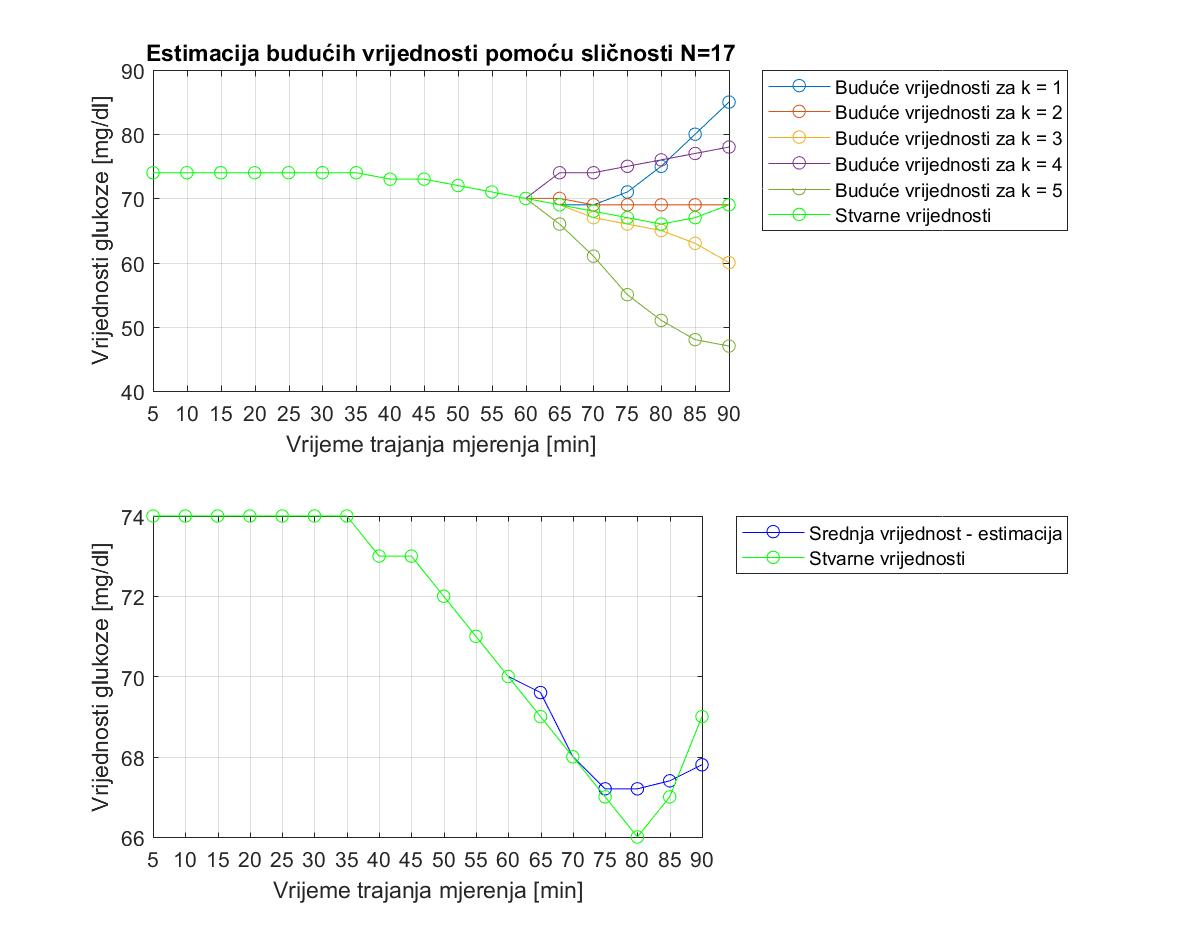 Estimacija budućih vrijednosti pomoću sličnosti N=17
90
80
70
60
50
40
Vrijednosti glukoze [mg/dl]
5 10 15 20 25 30 35 40 45 50 55 60 65 70 75 80 85 90
Vrijeme trajanja mjerenja [min]
Buduće vrijednosti za k = 1
Buduće vrijednosti za k = 2
Buduće vrijednosti za k = 3
Buduće vrijednosti za k = 4
Buduće vrijednosti za k = 5
Stvarne vrijednosti
74
72
70
68
66
Vrijednosti glukoze [mg/dl]
5 10 15 20 25 30 35 40 45 50 55 60 65 70 75 80 85 90
Vrijeme trajanja mjerenja [min]
Srednja vrijednost - estimacija
Stvarne vrijednosti